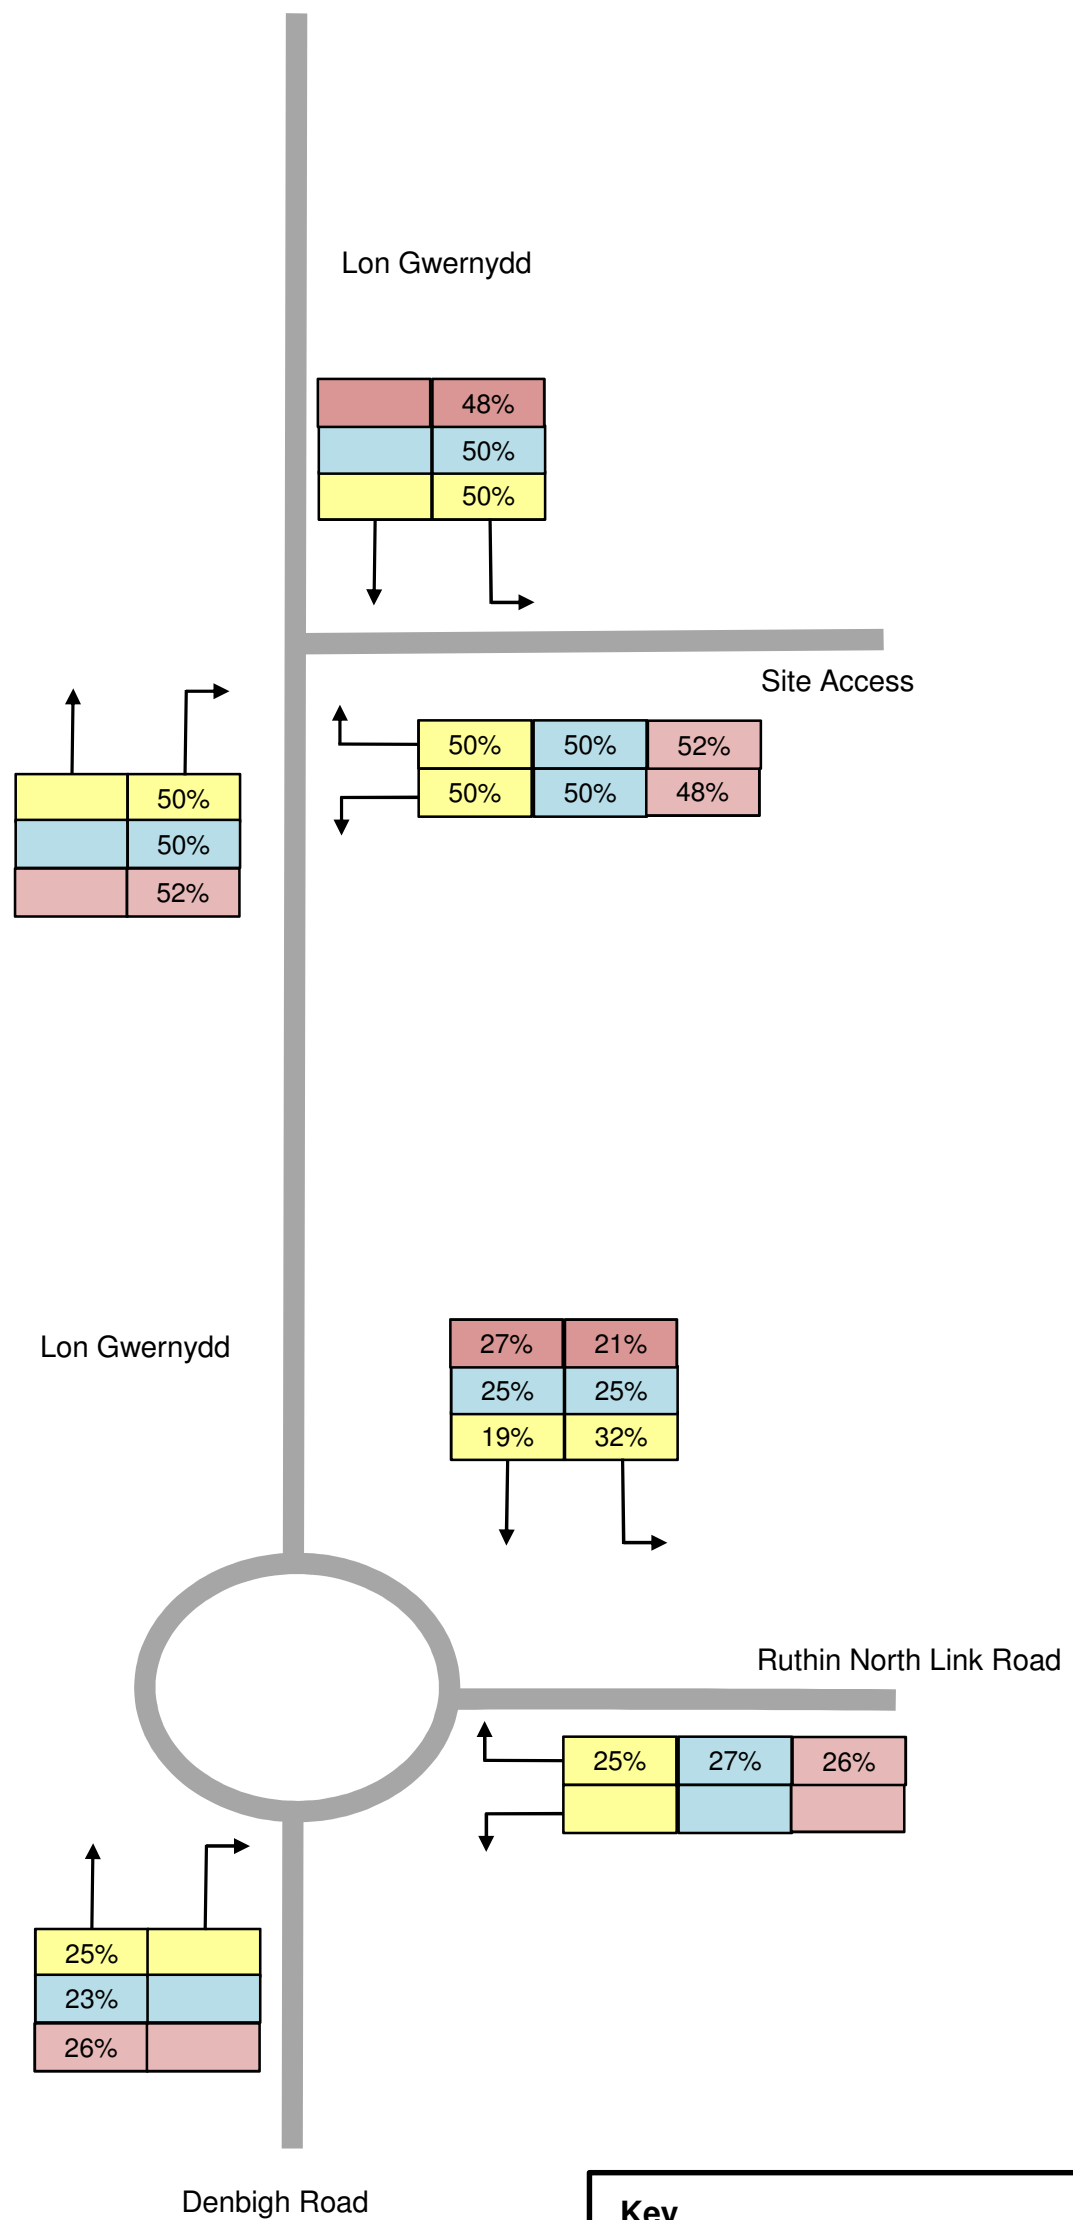 Lon Gwernydd
48%
50%
50%
Site Access
50% 50% 52%
50% 50% 48%
50%
50%
52%
Lon Gwernydd
27% 21%
25% 25%
19% 32%
Ruthin North Link Road
25% 27% 26%
25%
23%
26%
Denbigh Road
Key